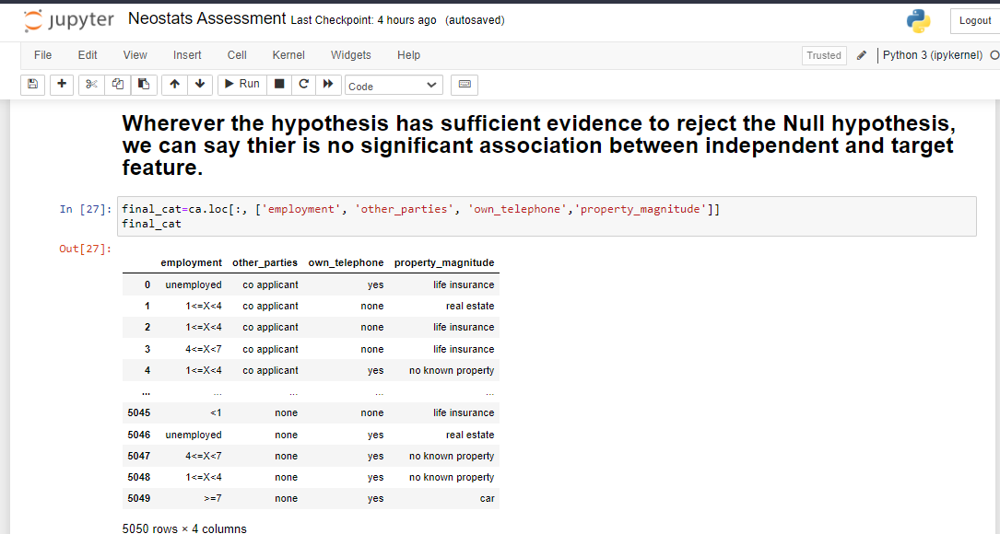 jupyter Neostats Assessment Last Checkpoint: 4 hours ago (autosaved) Logout
File Edit View Insert Cell Kernel Widgets Help Trusted Python 3 (ipykernel)
Run Code
Wherever the hypothesis has sufficient evidence to reject the Null hypothesis,
we can say thier is no significant association between independent and target
feature.
In [27]: final_cat=ca.loc[:, ['employment', 'other_parties', 'own_telephone','property_magnitude']]
final_cat
Out[27]:
employment other_parties own_telephone property_magnitude
0 unemployed co applicant yes life insurance
1 1<=X<4 co applicant none real estate
2 1<=X<4 co applicant none life insurance
3 4<=X<7 co applicant none life insurance
4 1<=X<4 co applicant yes no known property
... ... ... ... ...
5045 <1 none none life insurance
5046 unemployed none yes real estate
5047 4<=X<7 none yes no known property
5048 1<=X<4 none yes no known property
5049 >=7 none yes car
5050 rows × 4 columns